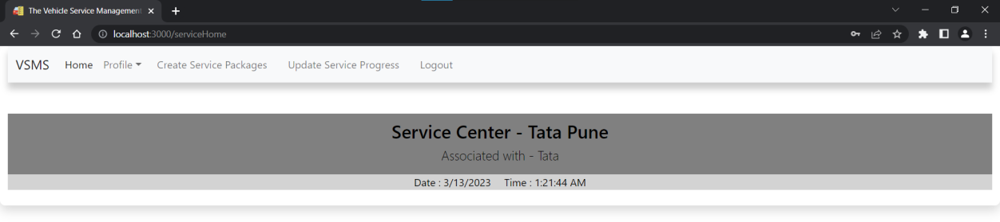 The Vehicle Service Management
localhost:3000/serviceHome
VSMS Home Profile Create Service Packages Update Service Progress Logout
Service Center - Tata Pune
Associated with - Tata
Date : 3/13/2023 Time : 1:21:44 AM